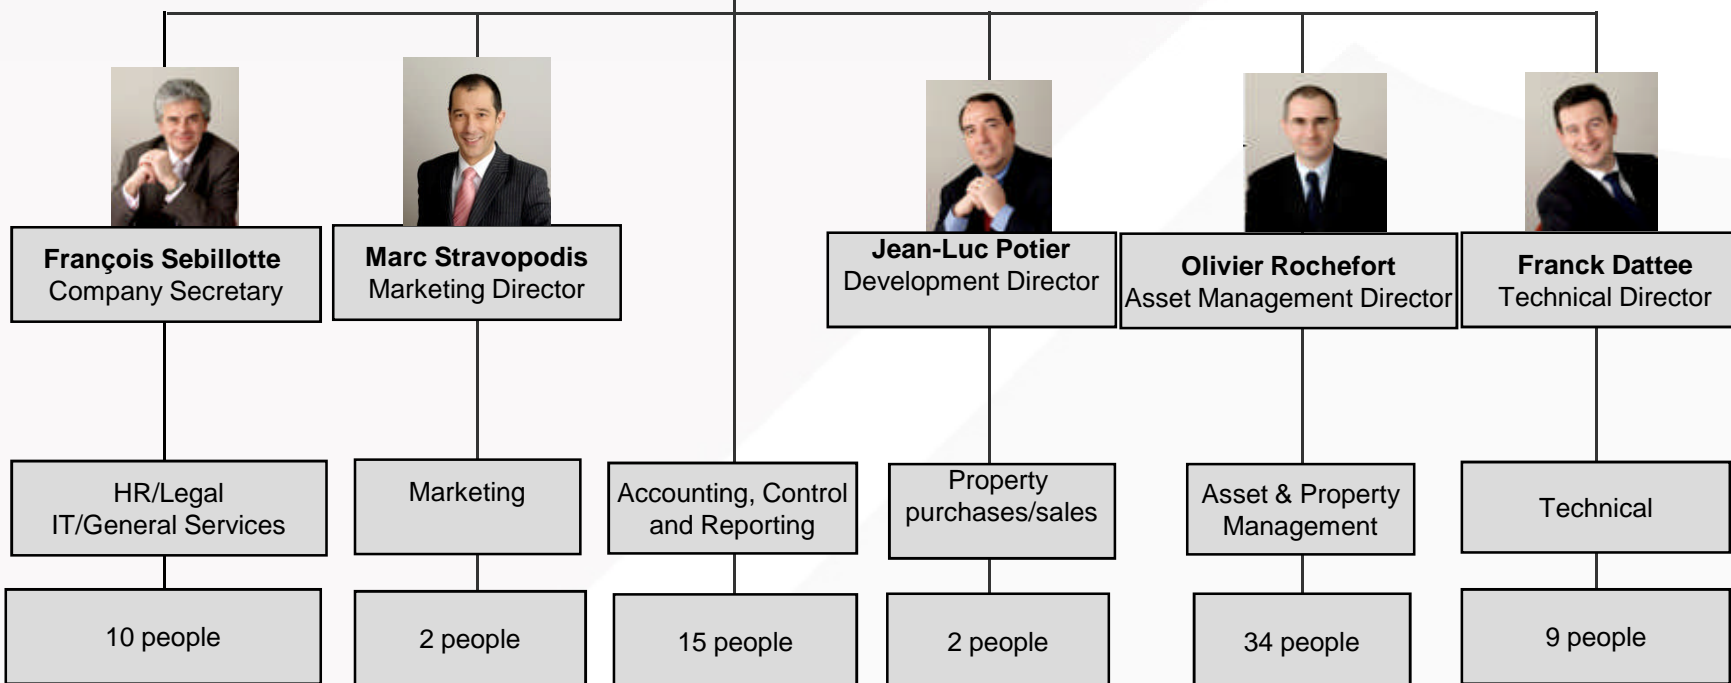 François Sebillotte
Company Secretary
Marc Stravopodis
Marketing Director
Jean-Luc Potier
Development Director
Olivier Rochefort
Asset Management Director
Franck Dattee
Technical Director
HR/Legal
IT/General Services
Marketing
Accounting, Control
and Reporting
Property
purchases/sales
Asset & Property
Management
Technical
10 people
2 people
15 people
2 people
34 people
9 people